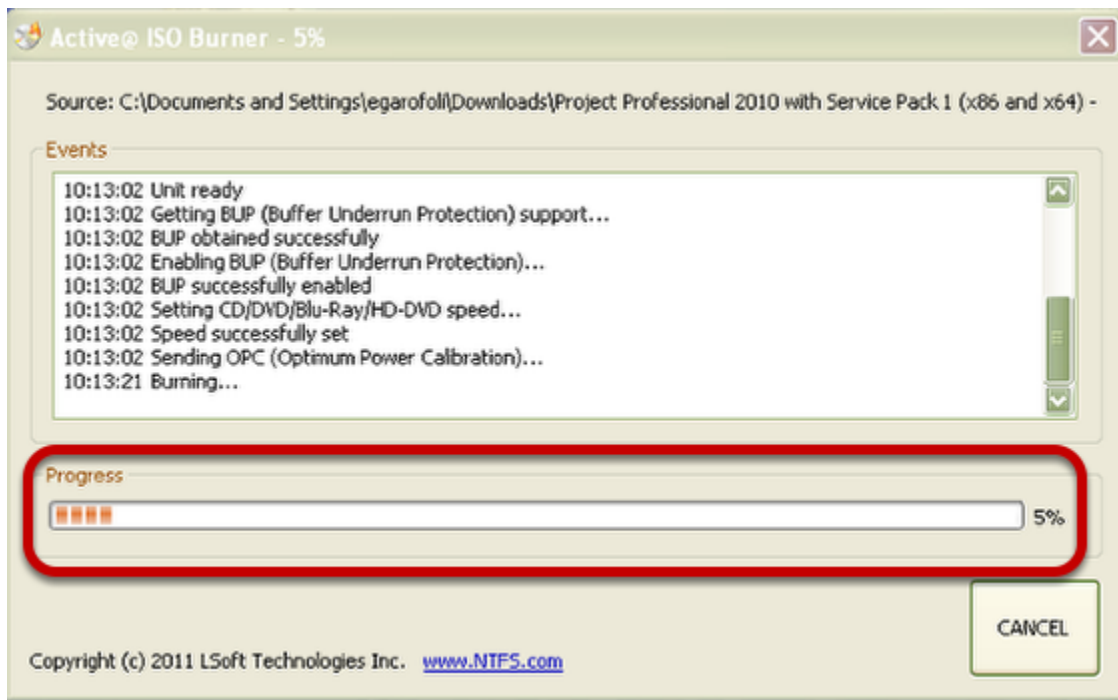 Active@ ISO Burner - 5%
Source: C:\Documents and Settings\egarofoli\Downloads\Project Professional 2010 with Service Pack 1 (x86 and x64) -
Events
10:13:02 Unit ready
10:13:02 Getting BUP (Buffer Underrun Protection) support...
10:13:02 BUP obtained successfully
10:13:02 Enabling BUP (Buffer Underrun Protection)...
10:13:02 BUP successfully enabled
10:13:02 Setting CD/DVD/Blu-Ray/HD-DVD speed...
10:13:02 Speed successfully set
10:13:02 Sending OPC (Optimum Power Calibration)...
10:13:21 Burning...
Progress
5%
CANCEL
Copyright (c) 2011 LSoft Technologies Inc. www.NTFS.com